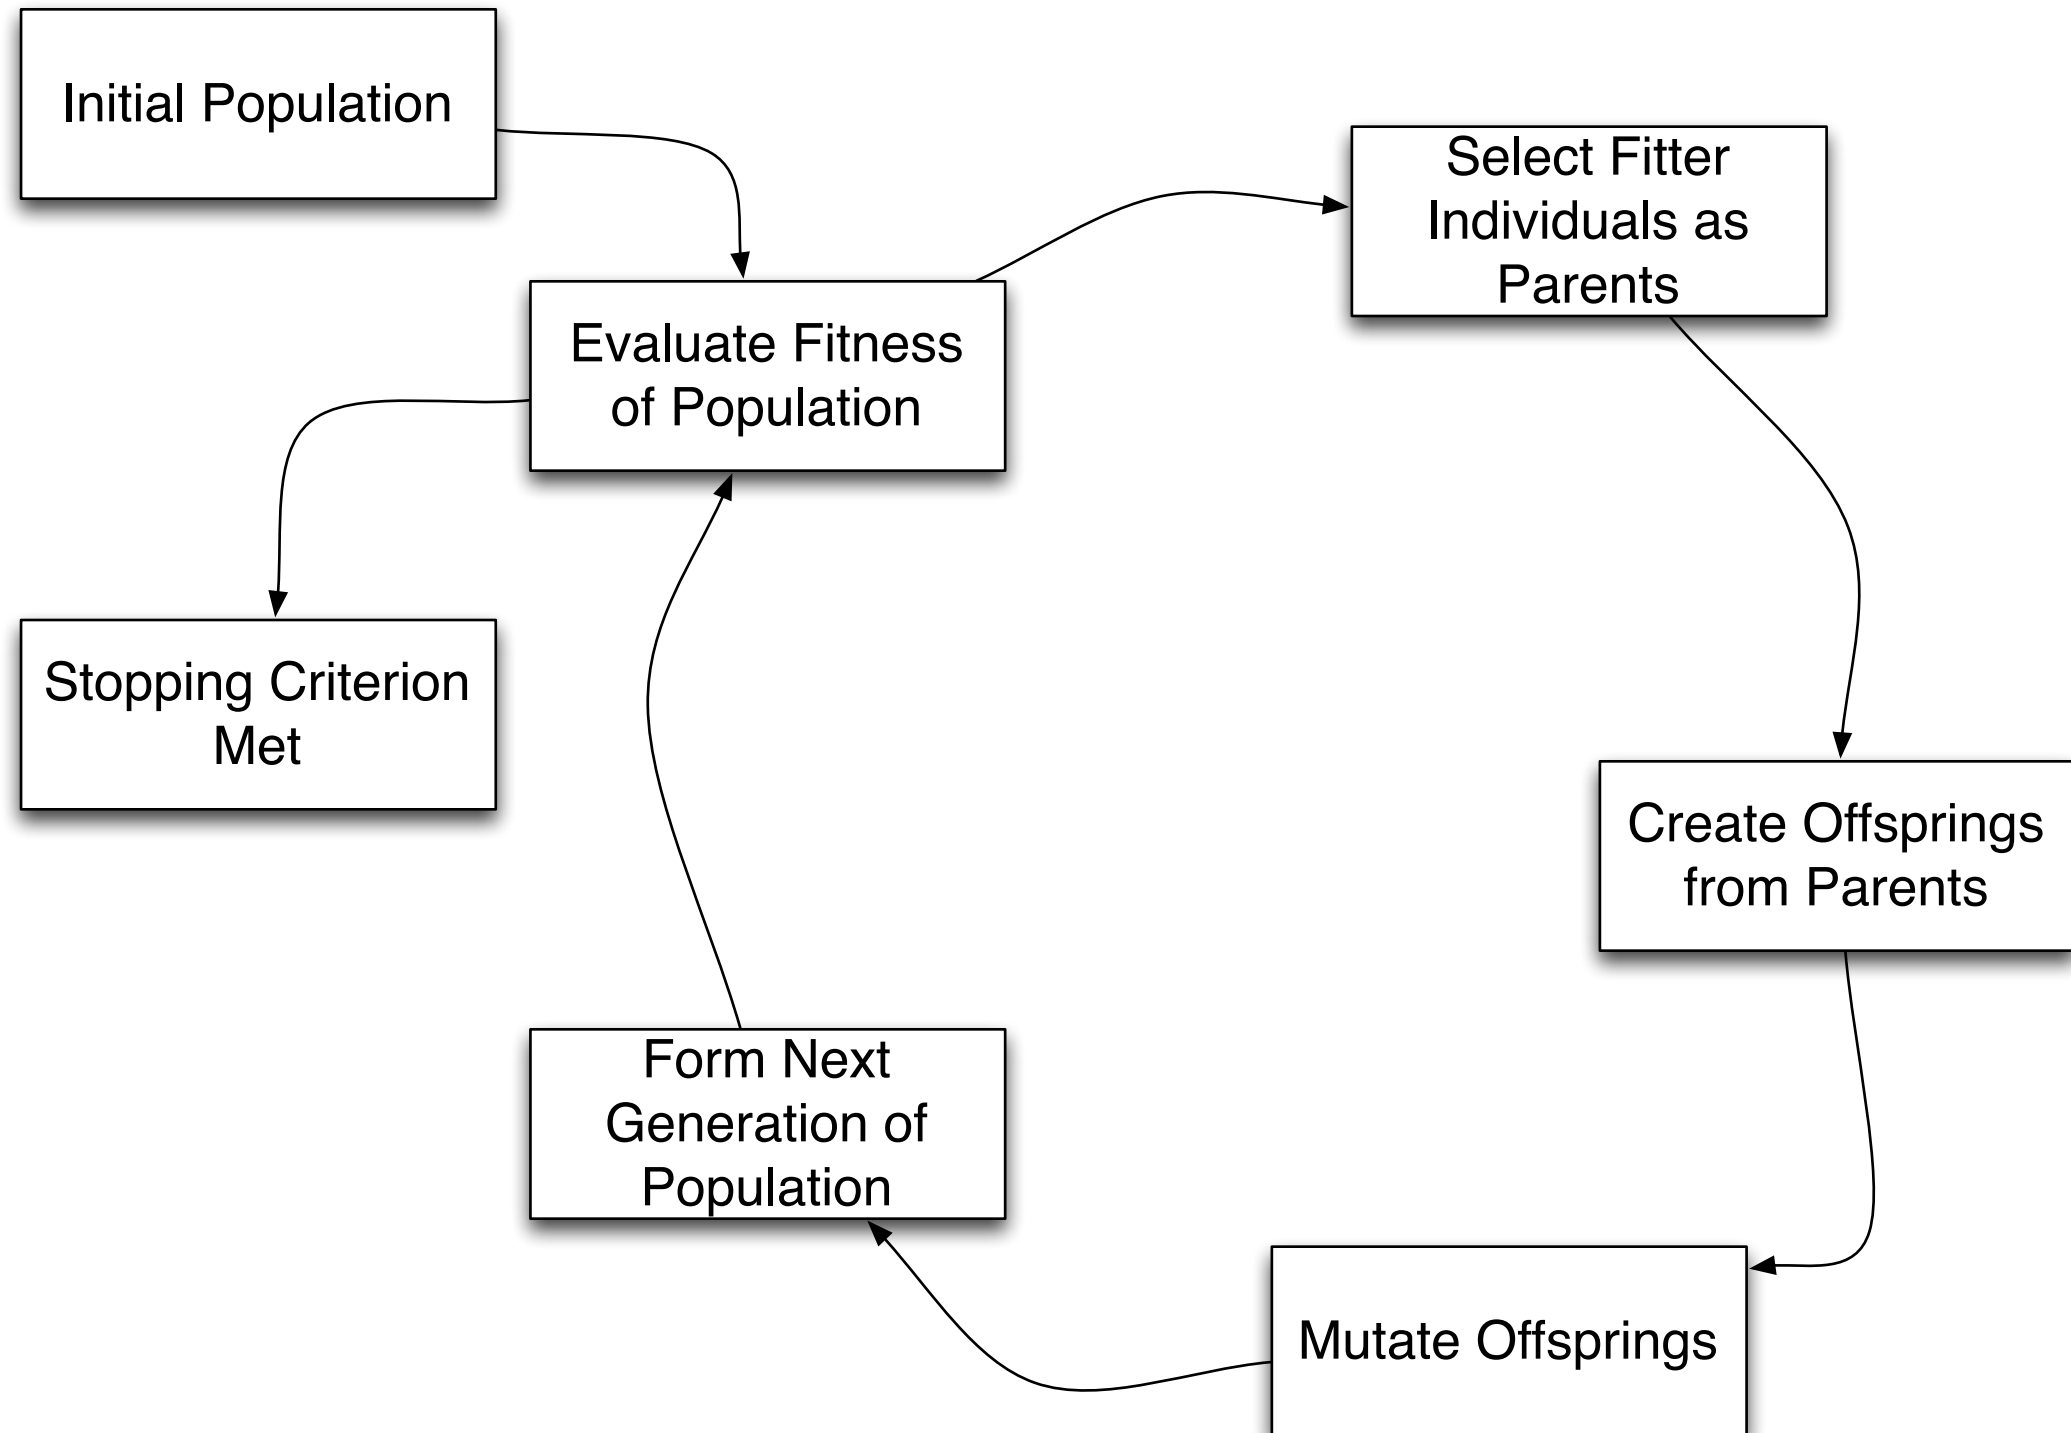 Initial Population
Select Fitter
Individuals as
Parents
Evaluate Fitness
of Population
Stopping Criterion
Met
Create Offsprings
from Parents
Form Next
Generation of
Population
Mutate Offsprings